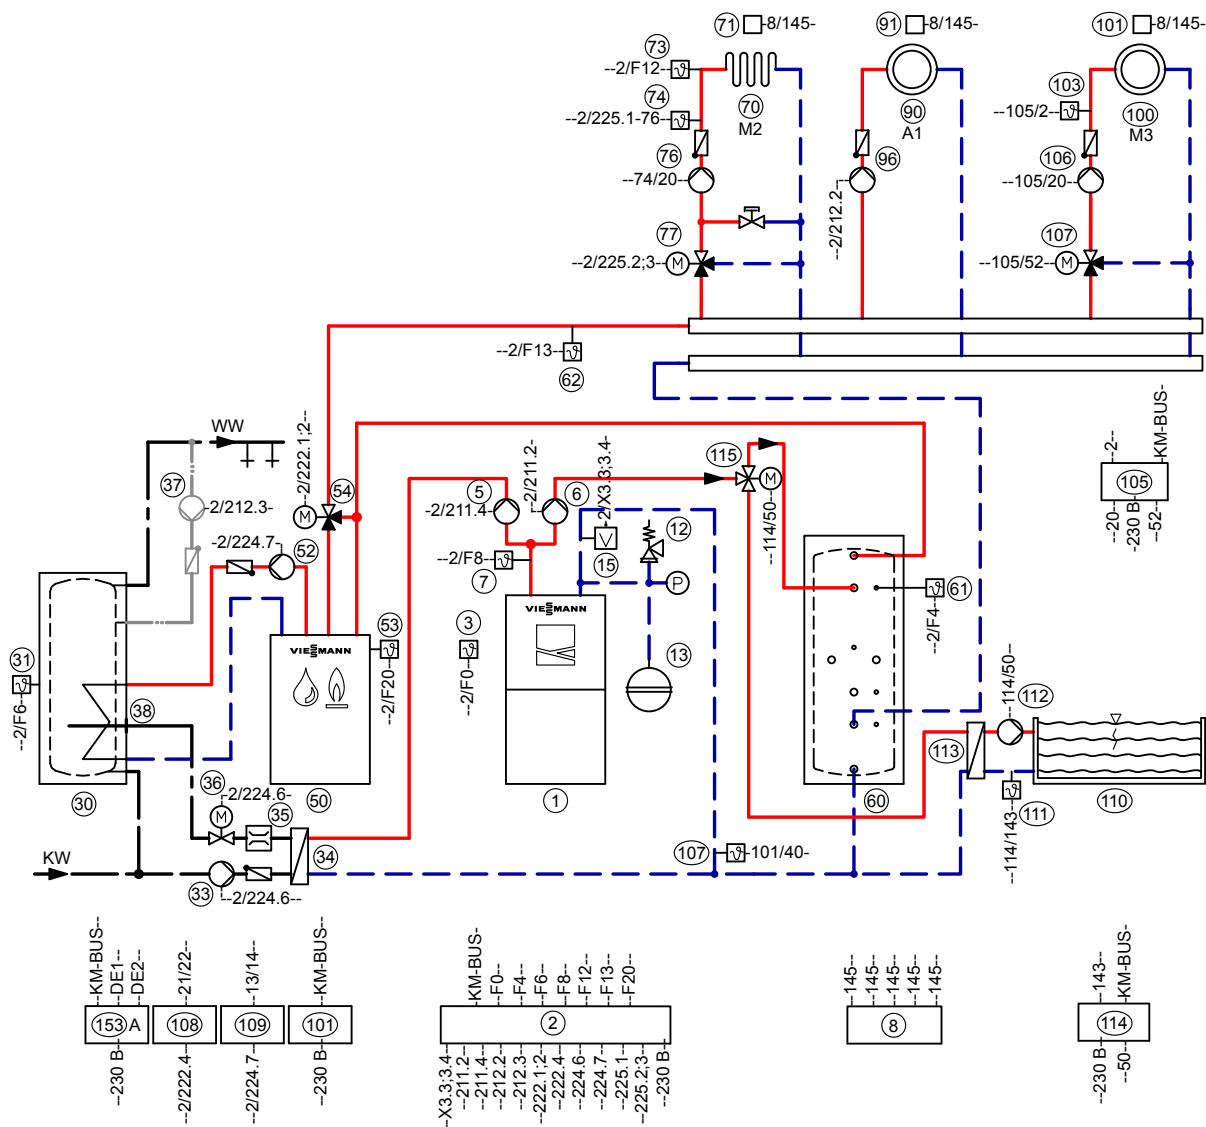 71 -8/145-
91 -8/145-
101 -8/145-
73
--2/F12--
74
--2/225.1-76--
70
M2
90
A1
103
--105/2--
100
M3
76
--74/20--
96
--2/212.2--
106
--105/20--
77
--2/225.2;3--
M
107
--105/52--
M
--2/F13--
62
WW
---2/222.1;2--
54
M
37
-2/212.3-
-2/224.7-
52
5
-2/211.4-
--2/211.2-
6
-2/X3.3;3.4-
15
12
P
115
M
--114/50--
--2/F8--
7
3
--2/F0--
VIESMANN
VIESMANN
53
--2/F20--
13
61
--2/F4--
2---
KM-BUS-
105
--20--
-230 B-
--52---
31
--2/F6--
38
30
36
-2/224.6-
M
35
50
1
60
34
KW
33
--2/224.6--
107
-101/40-
113
--114/50--
112
110
111
--114/143---
--KM-BUS--
--DE1--
--DE2--
153 A
--230 B--
--21/22--
108
--2/222.4--
--13/14--
109
--2/224.7--
--KM-BUS-
101
--230 B--
-KM-BUS-
--F0--
--F4--
--F6--
--F8--
--F12--
--F13--
--F20--
2
--X3.3;3.4-
---211.2--
---211.4-
---212.2--
---212.3--
--222.1;2--
---222.4--
---224.6--
---224.7--
---225.1--
--225.2;3--
---230 B--
145--
145--
145--
145--
145--
8
--143--
-KM-BUS-
114
--230 B--
--50---